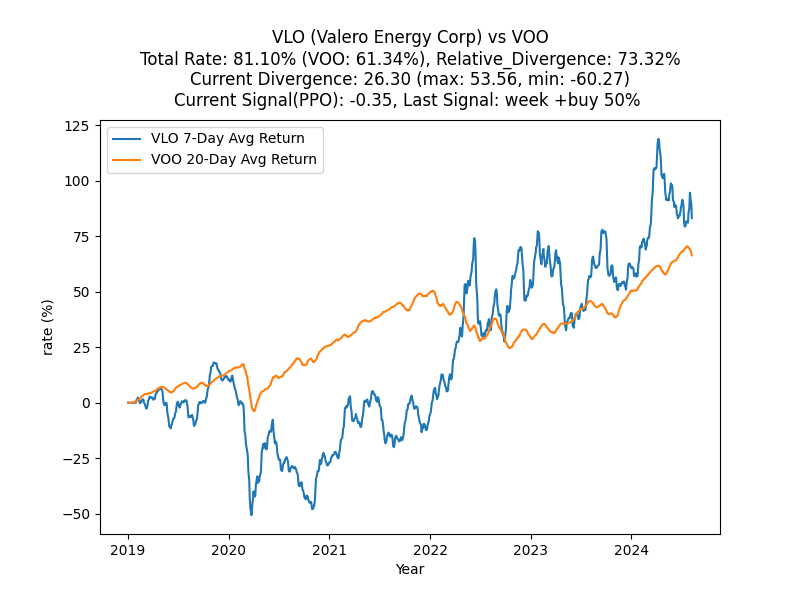 VLO (Valero Energy Corp) vs VOO
Total Rate: 81.10% (VOO: 61.34%), Relative_Divergence: 73.32%
Current Divergence: 26.30 (max: 53.56, min: -60.27)
Current Signal(PPO): -0.35, Last Signal: week +buy 50%
VLO 7-Day Avg Return
VOO 20-Day Avg Return
rate (%)
125
100
75
50
25
0
−25
−50
2019 2020 2021 2022 2023 2024
Year